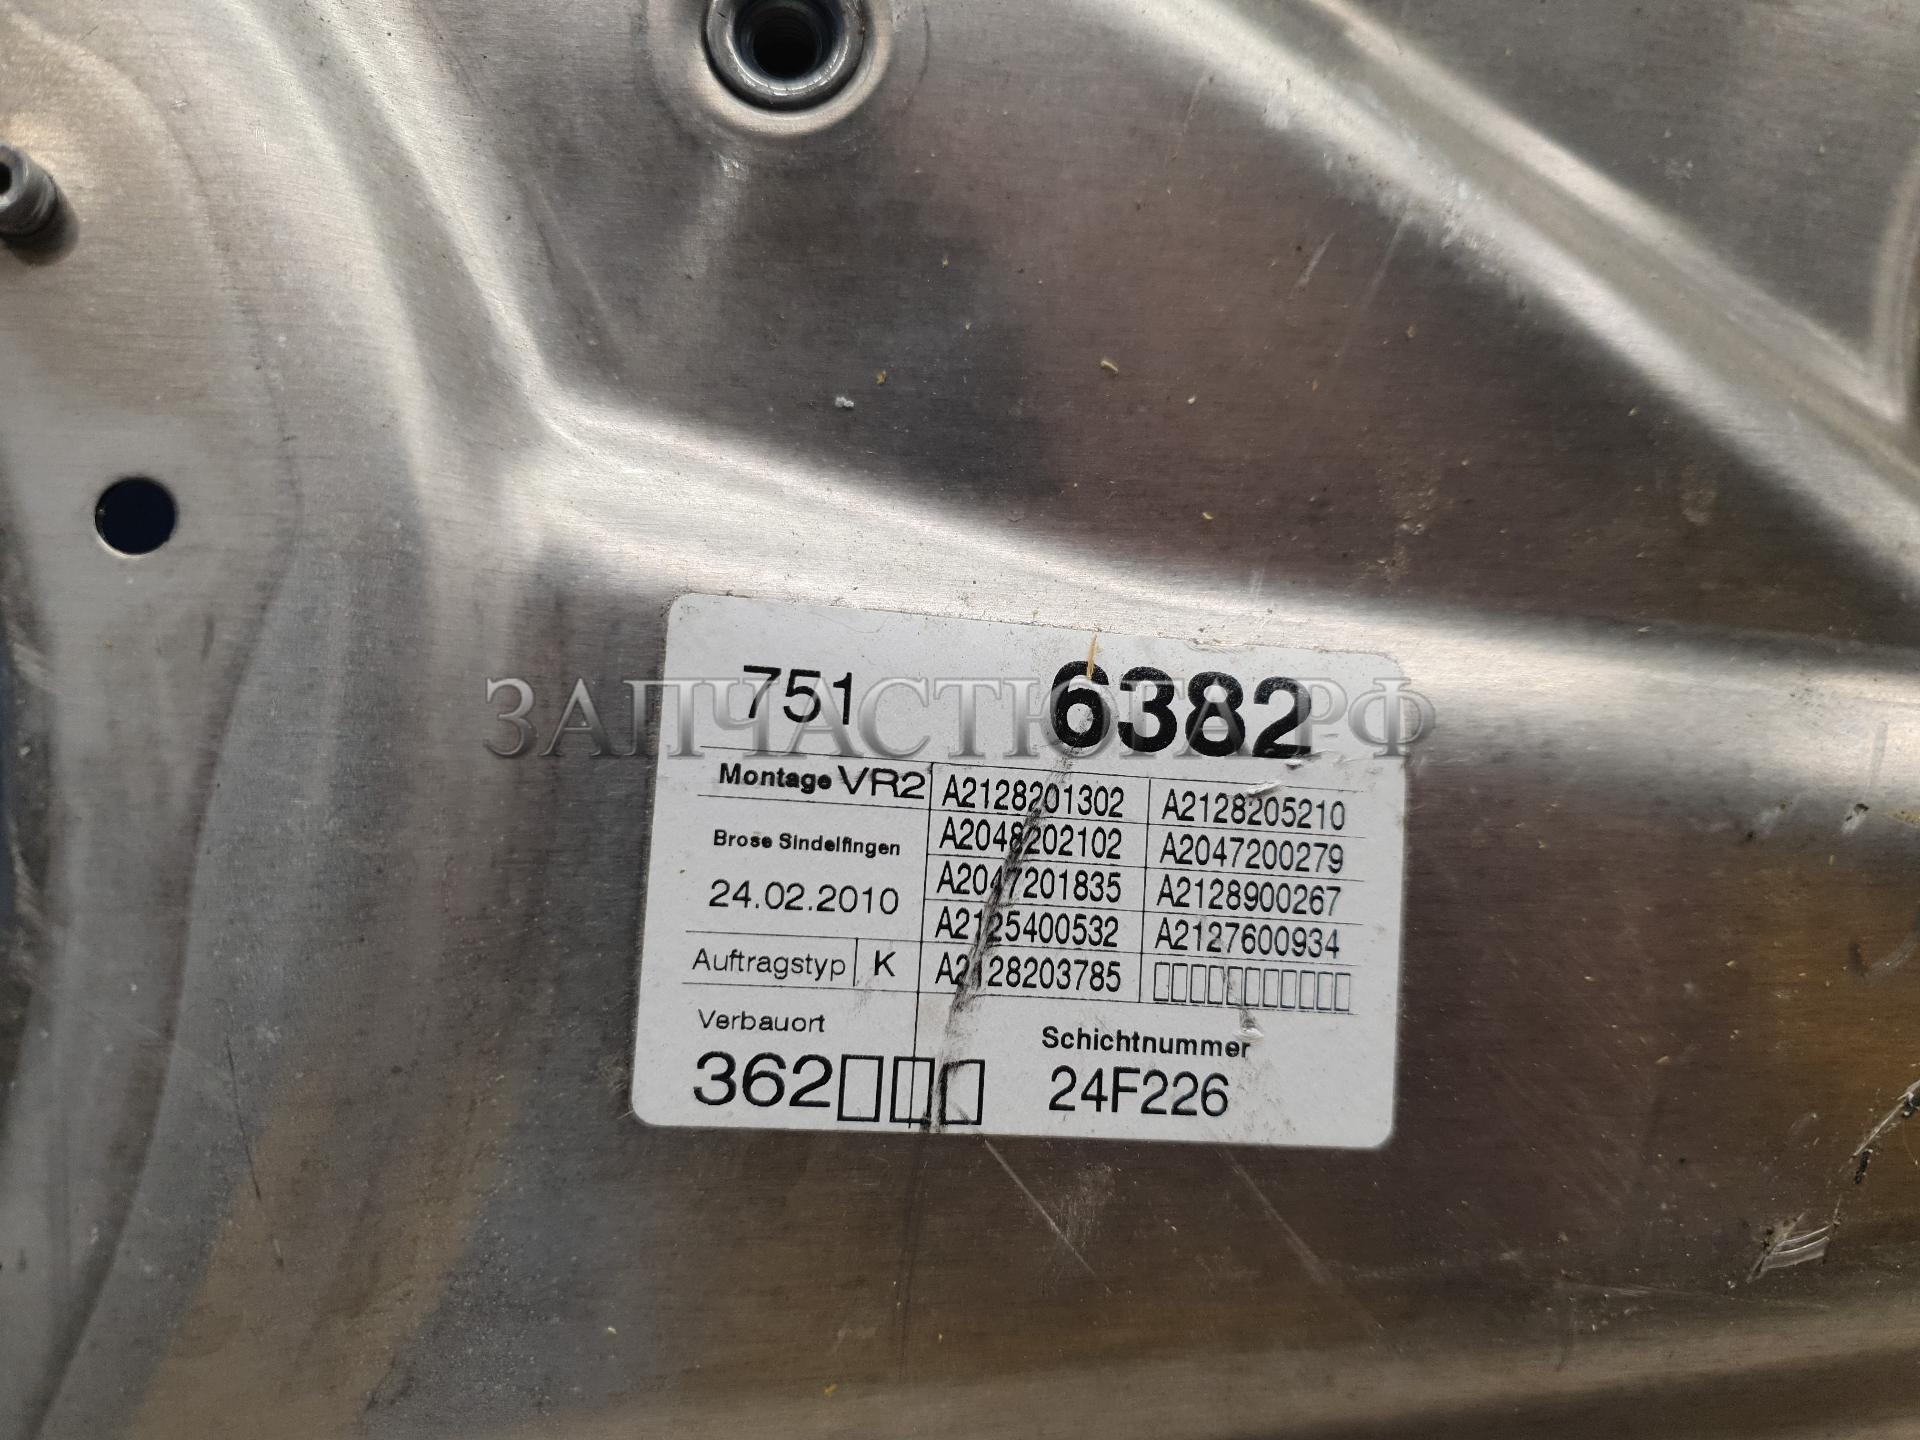 751 6382
ЗАПЧАСТЮГА.РФ
Montage VR2
A2128201302 A2128205210
Brose Sindelfingen
A2048202102 A2047200279
24.02.2010
A2047201835 A2128900267
A2125400532 A2127600934
Auftragstyp K
A2128203785
Verbauort
362
Schichtnummer
24F226